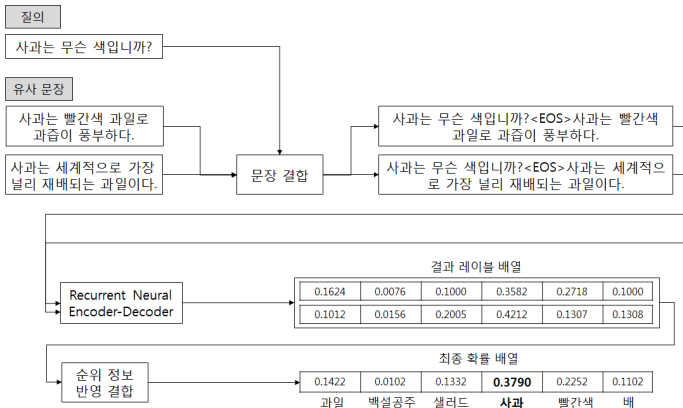 질의
사과는 무슨 색입니까?
유사 문장
사과는 빨간색 과일로
과즙이 풍부하다.
사과는 세계적으로 가장
널리 재배되는 과일이다.
문장 결합
사과는 무슨 색입니까?<EOS>사과는 빨간색
과일로 과즙이 풍부하다.
사과는 무슨 색입니까?<EOS>사과는 세계적으
로 가장 널리 재배되는 과일이다.
Recurrent Neural
Encoder-Decoder
결과 레이블 배열
0.1624 0.0076 0.1000 0.3582 0.2718 0.1000
0.1012 0.0156 0.2005 0.4212 0.1307 0.1308
순위 정보
반영 결합
최종 확률 배열
0.1422 0.0102 0.1332 0.3790 0.2252 0.1102
과일 백설공주 샐러드 사과 빨간색 배